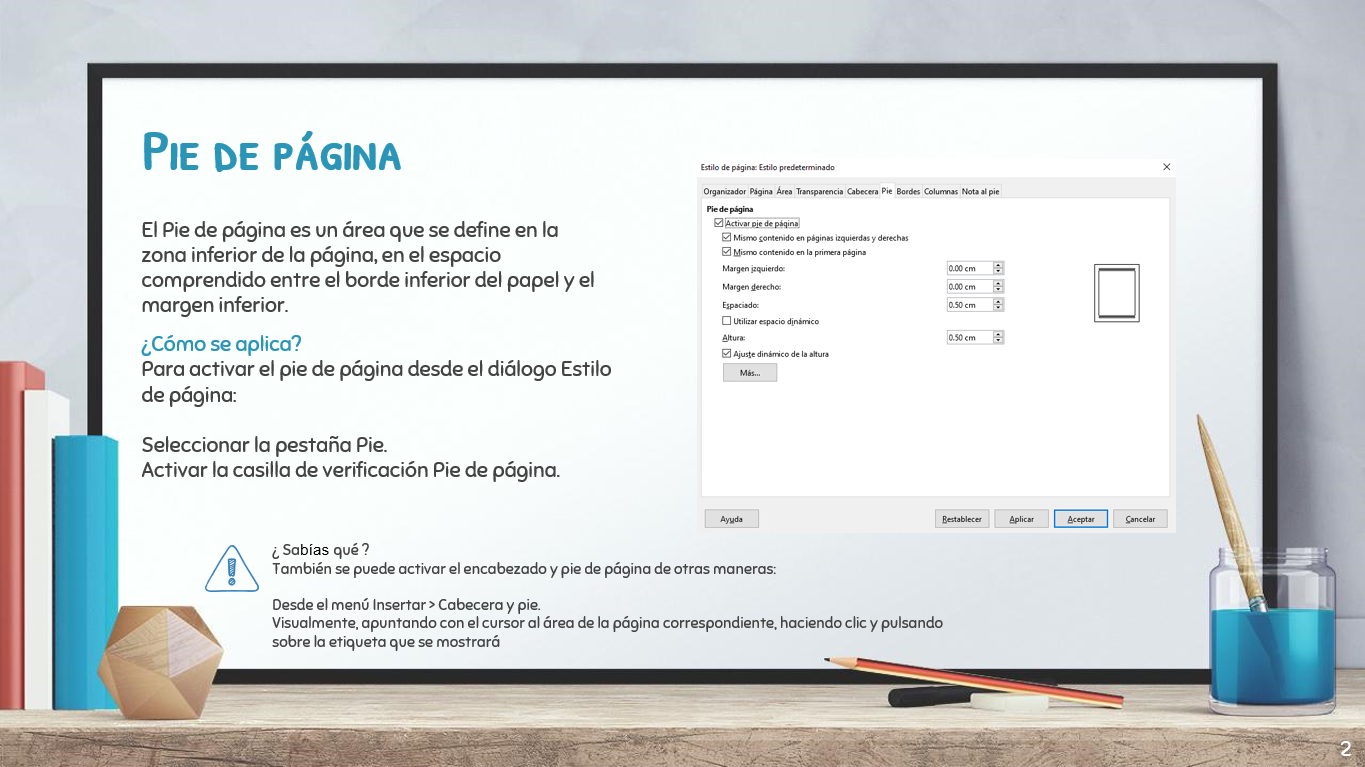 Pie de página
El Pie de página es un área que se define en la
zona inferior de la página, en el espacio
comprendido entre el borde inferior del papel y el
margen inferior.
¿Cómo se aplica?
Para activar el pie de página desde el diálogo Estilo
de página:
Seleccionar la pestaña Pie.
Activar la casilla de verificación Pie de página.
Estilo de página: Estilo predeterminado
Organizador Página Área Transparencia Cabecera Pie Bordes Columnas Nota al pie
Pie de página
Activar pie de página
Mismo contenido en páginas izquierdas y derechas
Mismo contenido en la primera página
Margen izquierdo: 0.00 cm
Margen derecho: 0.00 cm
Espaciado: 0.50 cm
Utilizar espacio dinámico
Altura: 0.50 cm
Ajuste dinámico de la altura
Más...
Ayuda Restablecer Aplicar Aceptar Cancelar
¿ Sabías qué ?
También se puede activar el encabezado y pie de página de otras maneras:
Desde el menú Insertar > Cabecera y pie.
Visualmente, apuntando con el cursor al área de la página correspondiente, haciendo clic y pulsando
sobre la etiqueta que se mostrará
2